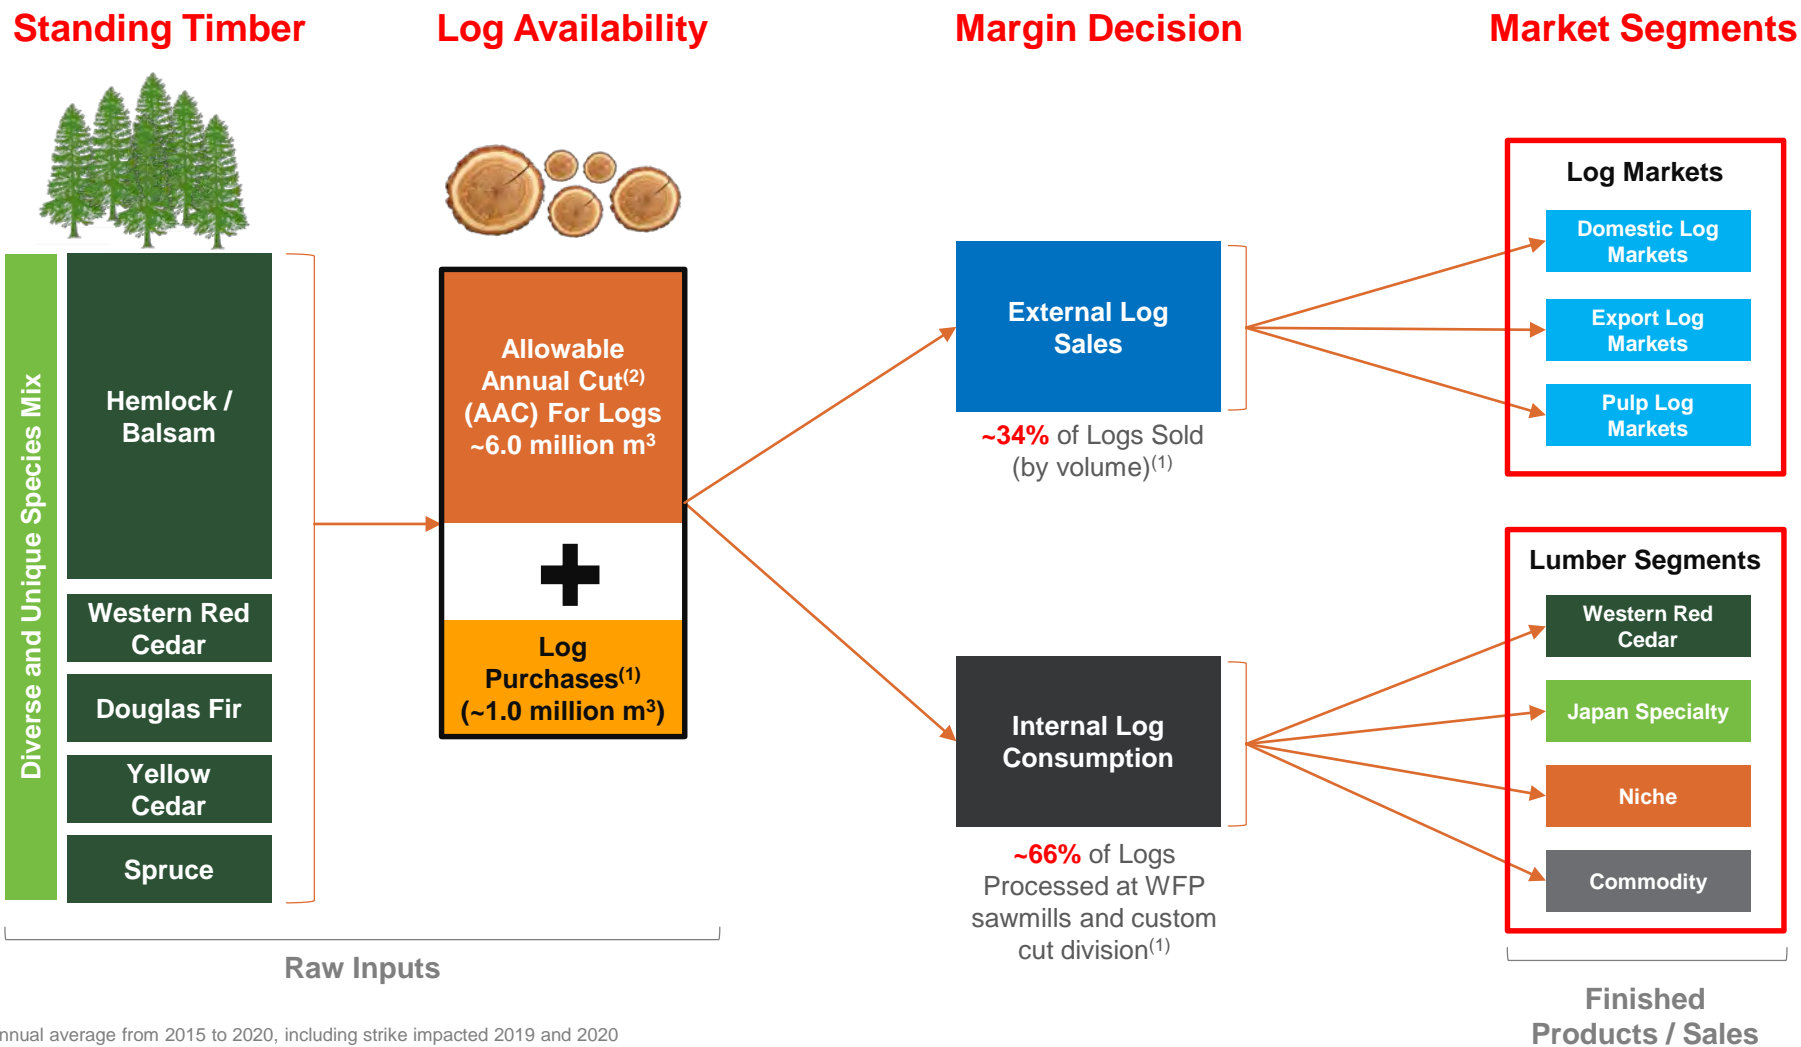 Standing Timber
Log Availability
Margin Decision
Market Segments
Diverse and Unique Species Mix
Hemlock /
Balsam
Western Red
Cedar
Douglas Fir
Yellow
Cedar
Spruce
Allowable
Annual Cut(2)
(AAC) For Logs
~6.0 million m3
Log
Purchases(1)
(~1.0 million m3)
Raw Inputs
External Log
Sales
~34% of Logs Sold
(by volume)(1)
Internal Log
Consumption
~66% of Logs
Processed at WFP
sawmills and custom
cut division(1)
Log Markets
Domestic Log
Markets
Export Log
Markets
Pulp Log
Markets
Lumber Segments
Western Red
Cedar
Japan Specialty
Niche
Commodity
Finished
Products / Sales
average from 2015 to 2020, including strike impacted 2019 and 2020